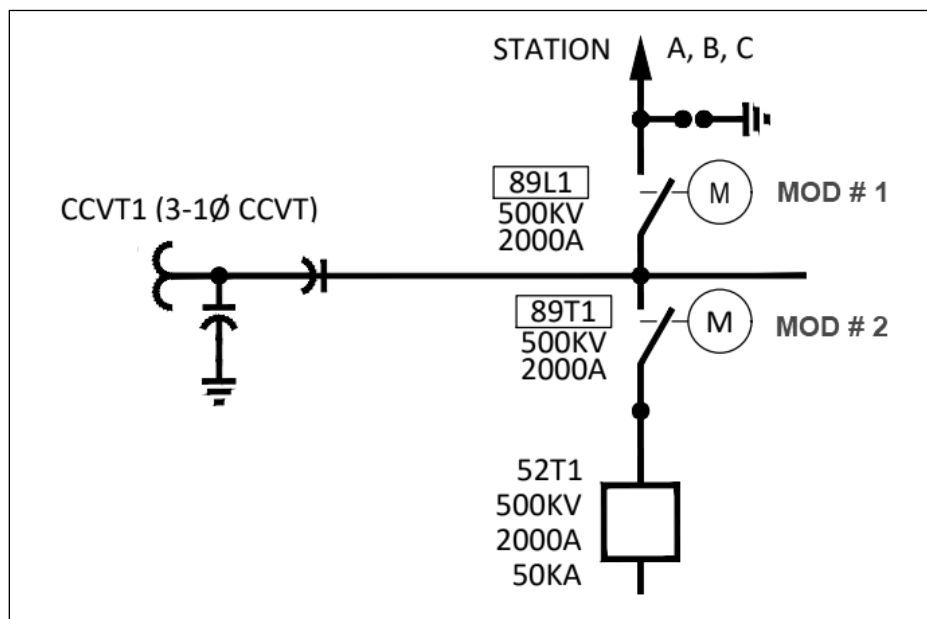 STATION A, B, C
89L1
500KV
2000A
M
MOD # 1
CCVT1 (3-1Ø CCVT)
89T1
500KV
2000A
M
MOD # 2
52T1
500KV
2000A
50KA